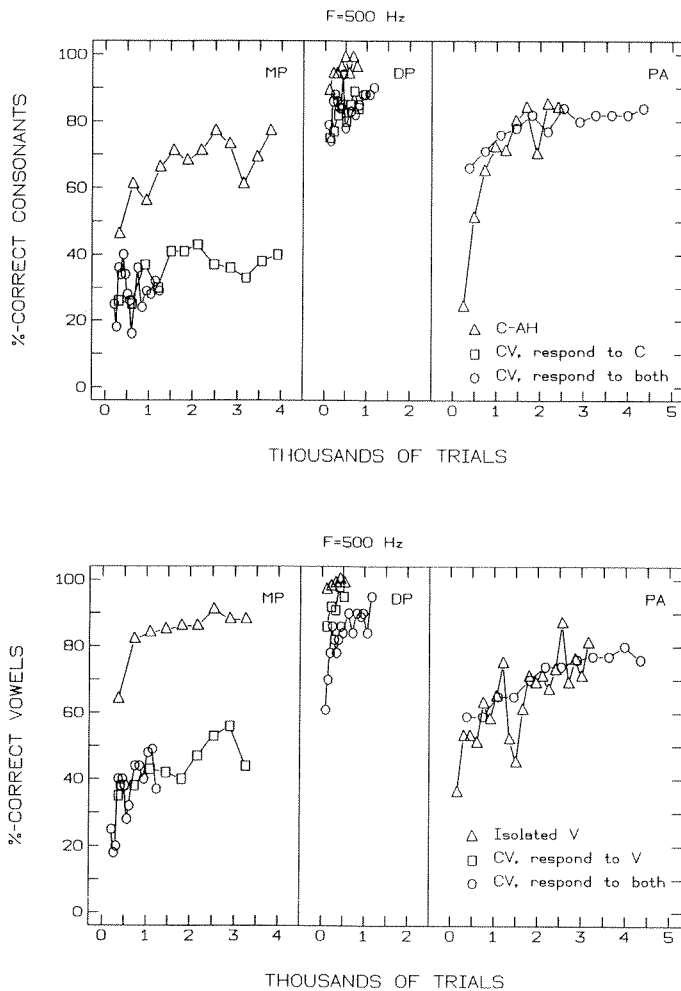 F=500 Hz
MP DP PA
%-CORRECT CONSONANTS
100
80
60
40
20
0
C-AH
CV, respond to C
CV, respond to both
0 1 2 3 4 0 1 2 0 1 2 3 4 5
THOUSANDS OF TRIALS
F=500 Hz
MP DP PA
%-CORRECT VOWELS
100
80
60
40
20
0
Isolated V
CV, respond to V
CV, respond to both
0 1 2 3 4 0 1 2 0 1 2 3 4 5
THOUSANDS OF TRIALS